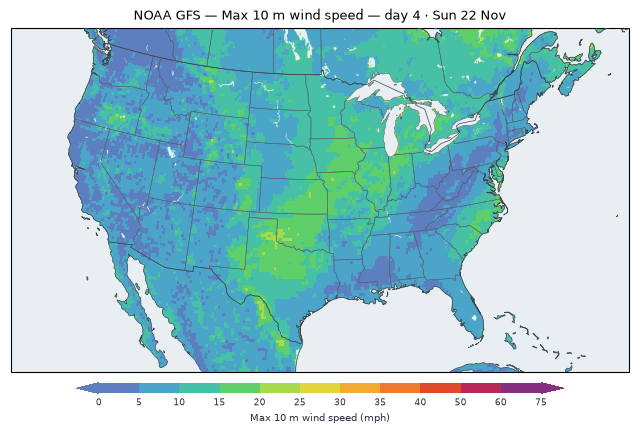 NOAA GFS — Max 10 m wind speed — day 4 · Sun 22 Nov
0 5 10 15 20 25 30 35 40 50 60 75
Max 10 m wind speed (mph)